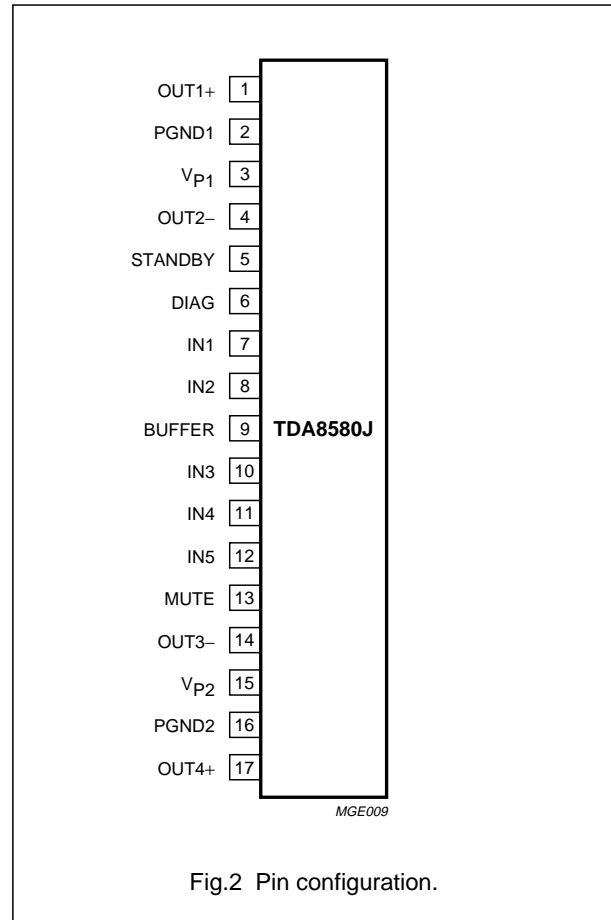 OUT1+ 1
PGND1 2
VP1 3
OUT2− 4
STANDBY 5
DIAG 6
IN1 7
IN2 8
BUFFER 9 TDA8580J
IN3 10
IN4 11
IN5 12
MUTE 13
OUT3− 14
VP2 15
PGND2 16
OUT4+ 17
MGE009
Fig.2 Pin configuration.